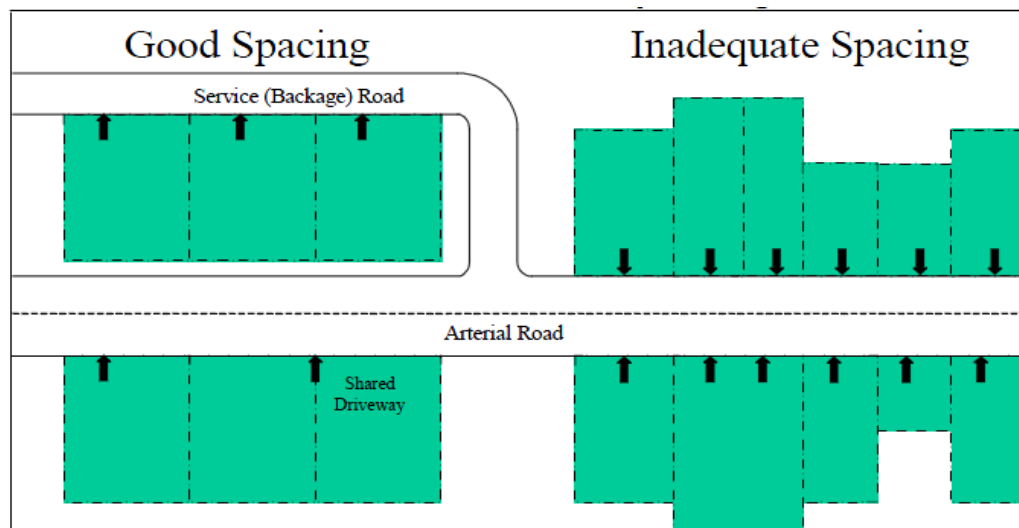 Good Spacing
Inadequate Spacing
Service (Backage) Road
Arterial Road
Shared
Driveway